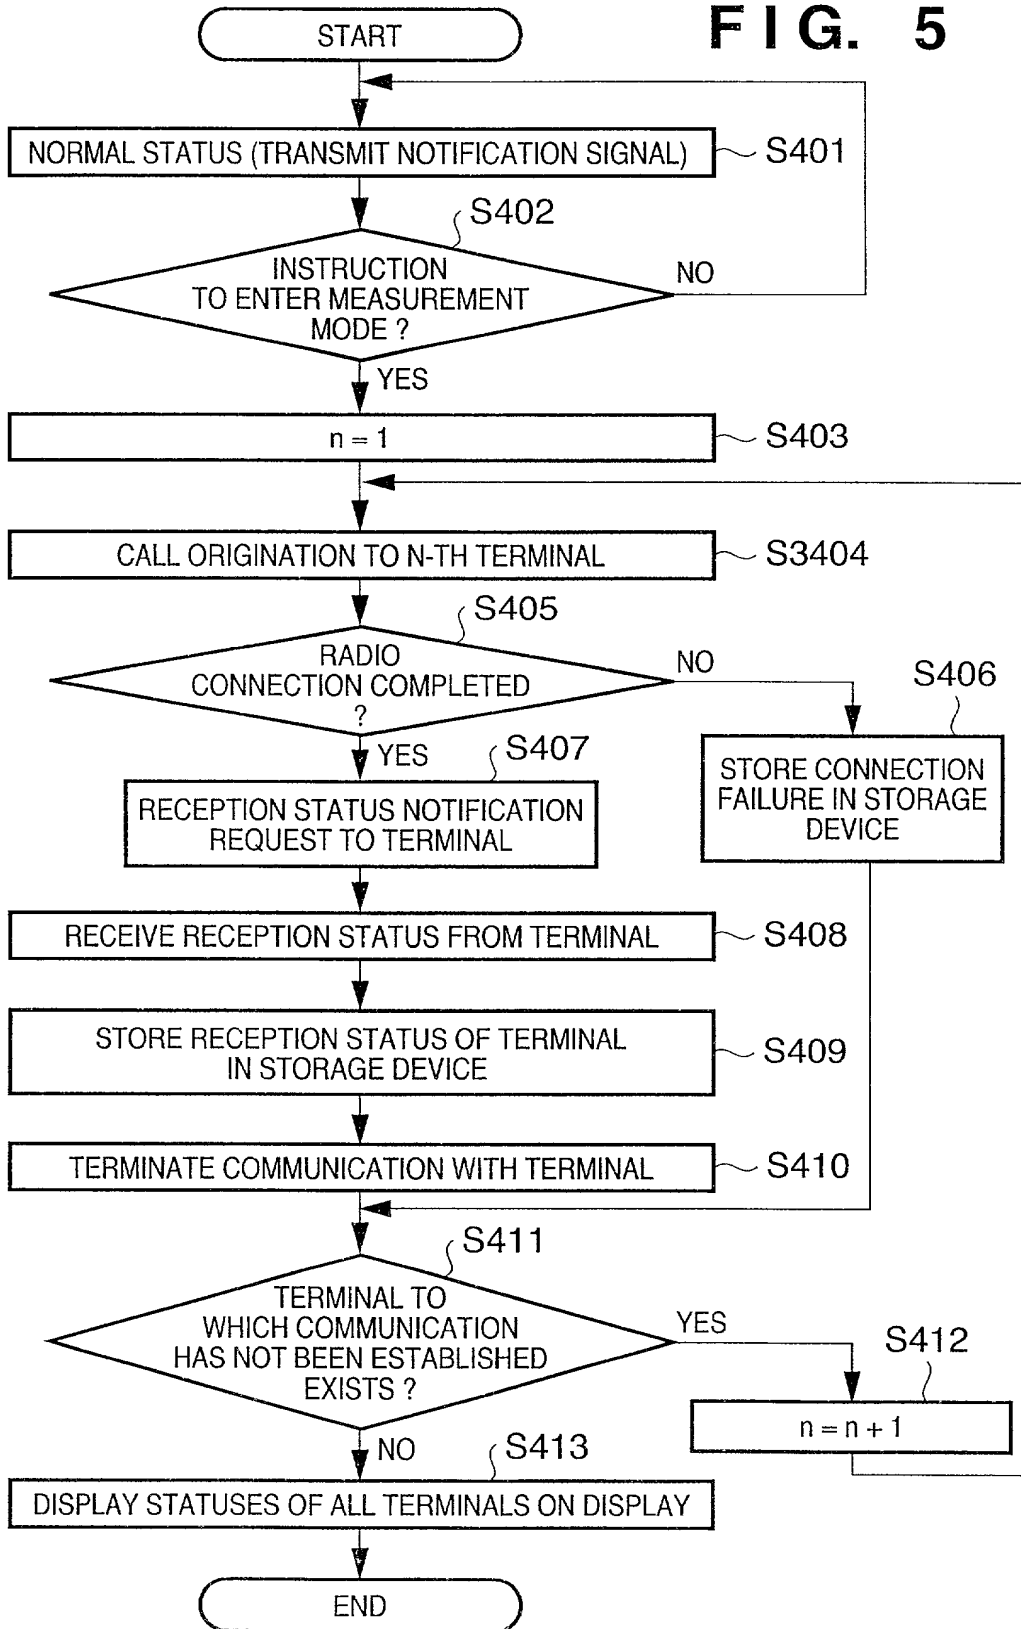 FIG. 5
START
NORMAL STATUS (TRANSMIT NOTIFICATION SIGNAL)
S401
S402
INSTRUCTION
TO ENTER MEASUREMENT
MODE ?
NO
YES
n = 1
S403
CALL ORIGINATION TO N-TH TERMINAL
S3404
S405
RADIO
CONNECTION COMPLETED
?
NO
YES
S406
STORE CONNECTION
FAILURE IN STORAGE
DEVICE
S407
RECEPTION STATUS NOTIFICATION
REQUEST TO TERMINAL
RECEIVE RECEPTION STATUS FROM TERMINAL
S408
STORE RECEPTION STATUS OF TERMINAL
IN STORAGE DEVICE
S409
TERMINATE COMMUNICATION WITH TERMINAL
S410
S411
TERMINAL TO
WHICH COMMUNICATION
HAS NOT BEEN ESTABLISHED
EXISTS ?
YES
S412
n = n + 1
NO
S413
DISPLAY STATUSES OF ALL TERMINALS ON DISPLAY
END